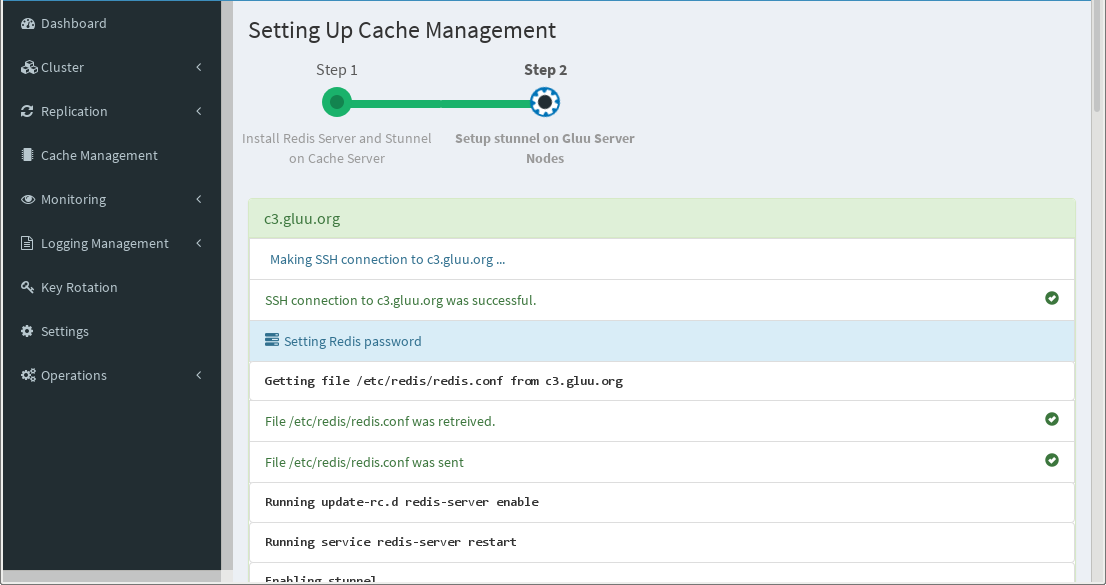 Dashboard
Cluster
Replication
Cache Management
Monitoring
Logging Management
Key Rotation
Settings
Operations
Setting Up Cache Management
Step 1
Install Redis Server and Stunnel
on Cache Server
Step 2
Setup stunnel on Gluu Server
Nodes
c3.gluu.org
Making SSH connection to c3.gluu.org ...
SSH connection to c3.gluu.org was successful.
Setting Redis password
Getting file /etc/redis/redis.conf from c3.gluu.org
File /etc/redis/redis.conf was retreived.
File /etc/redis/redis.conf was sent
Running update-rc.d redis-server enable
Running service redis-server restart
Enabling stunnel